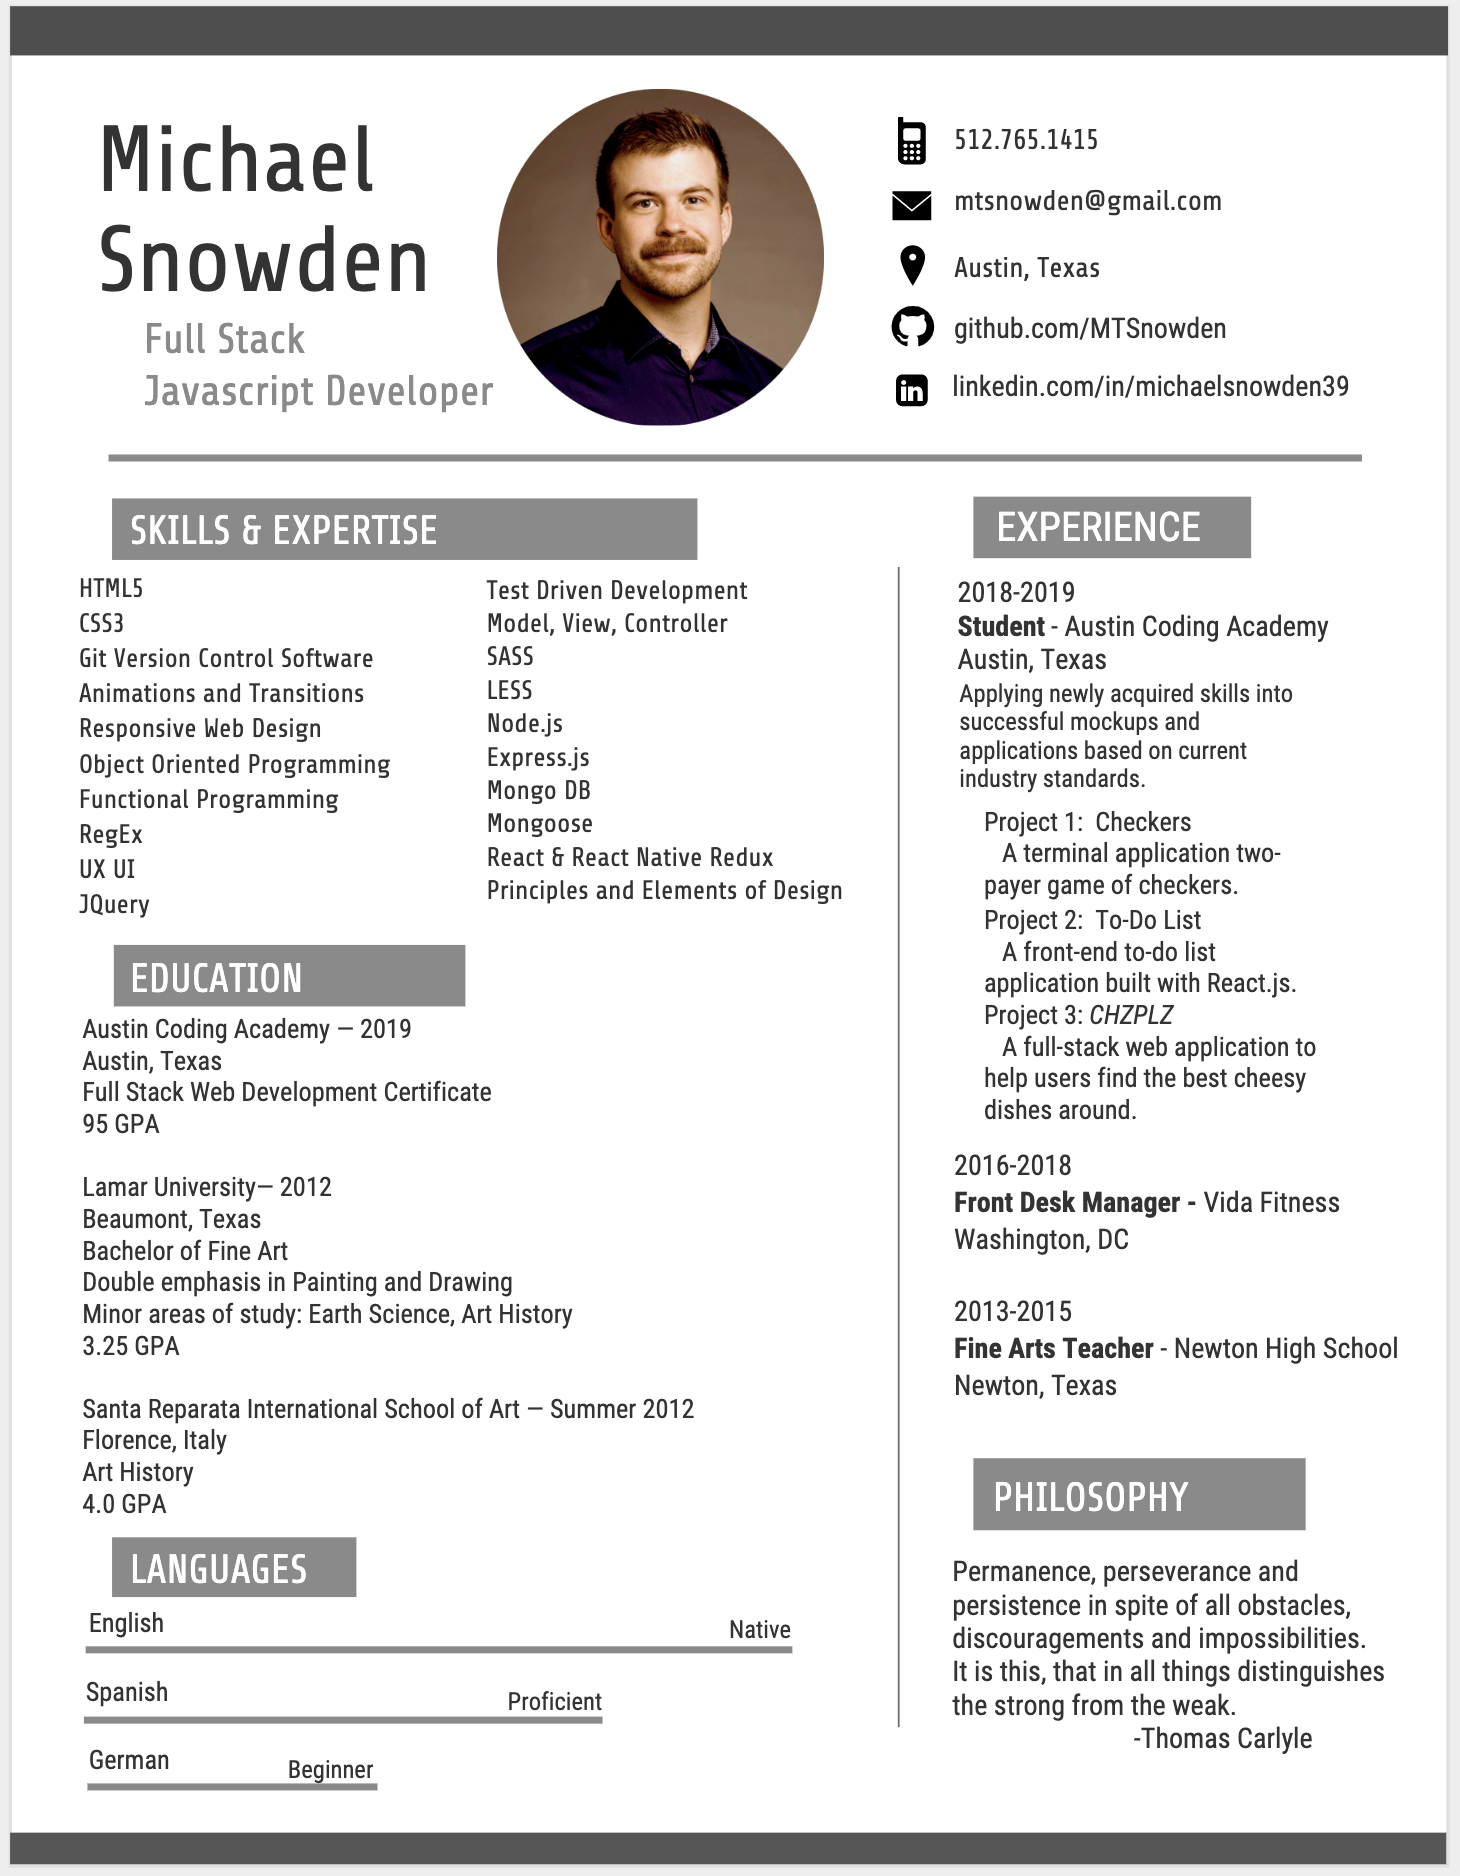 Michael
Snowden
Full Stack
Javascript Developer
512.765.1415
mtsnowden@gmail.com
Austin, Texas
github.com/MTSnowden
linkedin.com/in/michaelsnowden39
SKILLS & EXPERTISE
HTML5
CSS3
Git Version Control Software
Animations and Transitions
Responsive Web Design
Object Oriented Programming
Functional Programming
RegEx
UX UI
JQuery
Test Driven Development
Model, View, Controller
SASS
LESS
Node.js
Express.js
Mongo DB
Mongoose
React & React Native Redux
Principles and Elements of Design
EDUCATION
Austin Coding Academy — 2019
Austin, Texas
Full Stack Web Development Certificate
95 GPA
Lamar University— 2012
Beaumont, Texas
Bachelor of Fine Art
Double emphasis in Painting and Drawing
Minor areas of study: Earth Science, Art History
3.25 GPA
Santa Reparata International School of Art — Summer 2012
Florence, Italy
Art History
4.0 GPA
LANGUAGES
English Native
Spanish Proficient
German Beginner
EXPERIENCE
2018-2019
Student - Austin Coding Academy
Austin, Texas
Applying newly acquired skills into
successful mockups and
applications based on current
industry standards.
Project 1:  Checkers
A terminal application two-
payer game of checkers.
Project 2:  To-Do List
A front-end to-do list
application built with React.js.
Project 3: CHZPLZ
A full-stack web application to
help users find the best cheesy
dishes around.
2016-2018
Front Desk Manager - Vida Fitness
Washington, DC
2013-2015
Fine Arts Teacher - Newton High School
Newton, Texas
PHILOSOPHY
Permanence, perseverance and
persistence in spite of all obstacles,
discouragements and impossibilities.
It is this, that in all things distinguishes
the strong from the weak.
-Thomas Carlyle